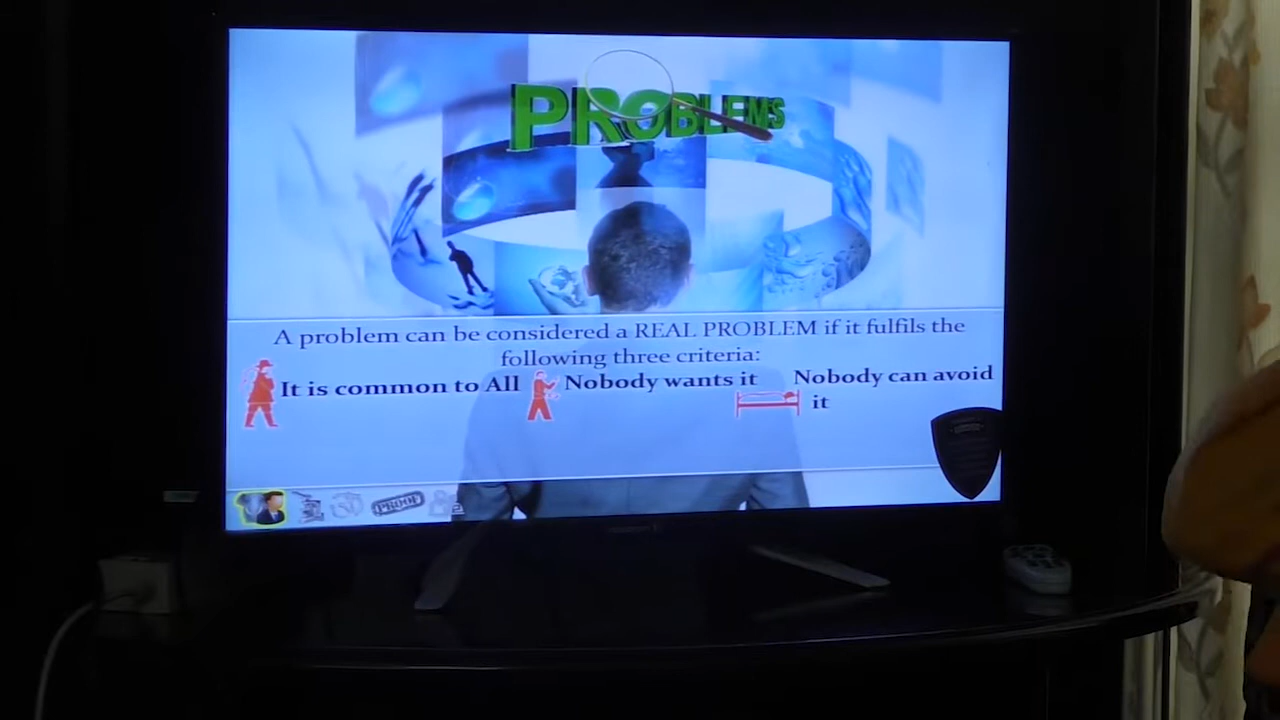 PROBLEMS
A problem can be considered a REAL PROBLEM if it fulfils the
following three criteria:
It is common to All
Nobody wants it
Nobody can avoid
it
PROOF